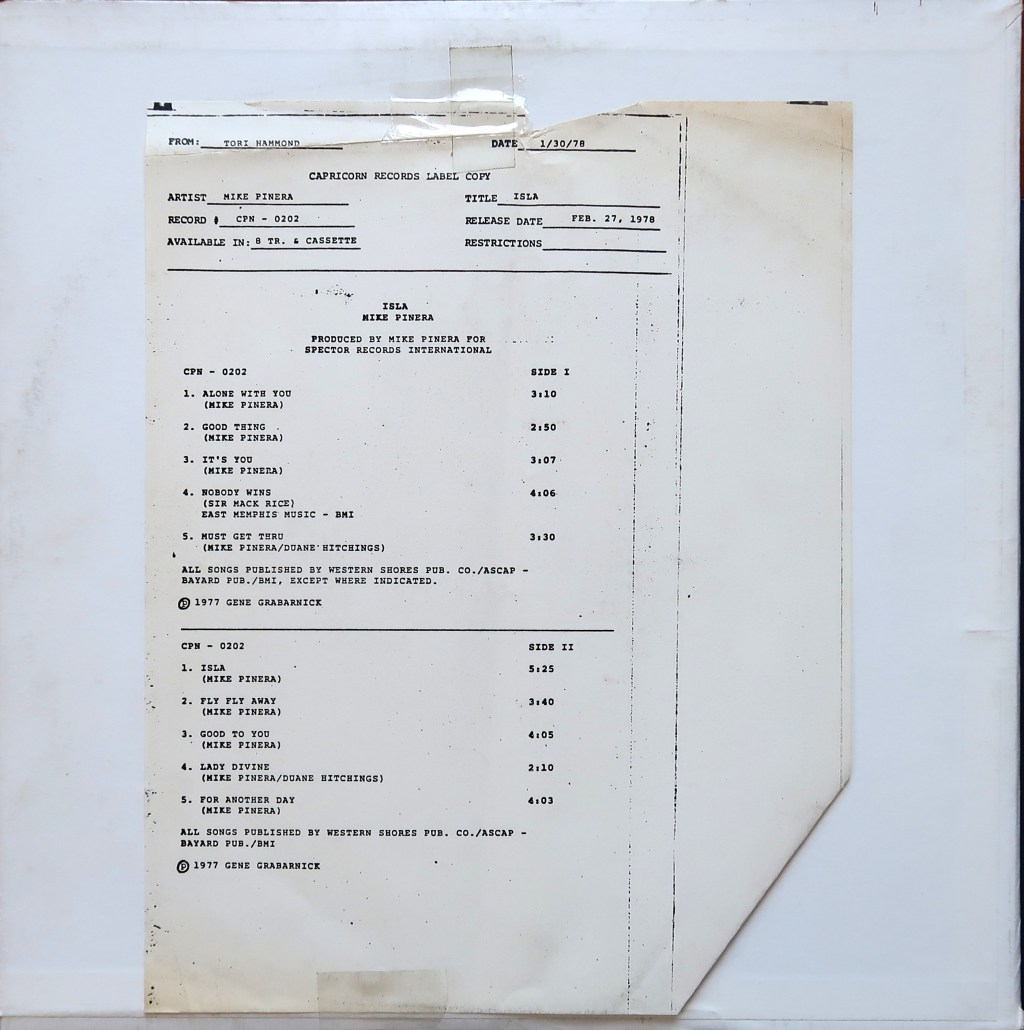 FROM: TORI HAMMOND DATE 1/30/78
CAPRICORN RECORDS LABEL COPY
ARTIST MIKE PINERA TITLE ISLA
RECORD # CPN - 0202 RELEASE DATE FEB. 27, 1978
AVAILABLE IN: 8 TR. & CASSETTE RESTRICTIONS
ISLA
MIKE PINERA
PRODUCED BY MIKE PINERA FOR
SPECTOR RECORDS INTERNATIONAL
CPN - 0202 SIDE I
1. ALONE WITH YOU 3:10
(MIKE PINERA)
2. GOOD THING 2:50
(MIKE PINERA)
3. IT'S YOU 3:07
(MIKE PINERA)
4. NOBODY WINS 4:06
(SIR MACK RICE)
EAST MEMPHIS MUSIC - BMI
5. MUST GET THRU 3:30
(MIKE PINERA/DUANE HITCHINGS)
ALL SONGS PUBLISHED BY WESTERN SHORES PUB. CO./ASCAP -
BAYARD PUB./BMI, EXCEPT WHERE INDICATED.
Ⓟ 1977 GENE GRABARNICK
CPN - 0202 SIDE II
1. ISLA 5:25
(MIKE PINERA)
2. FLY FLY AWAY 3:40
(MIKE PINERA)
3. GOOD TO YOU 4:05
(MIKE PINERA)
4. LADY DIVINE 2:10
(MIKE PINERA/DUANE HITCHINGS)
5. FOR ANOTHER DAY 4:03
(MIKE PINERA)
ALL SONGS PUBLISHED BY WESTERN SHORES PUB. CO./ASCAP -
BAYARD PUB./BMI
Ⓟ 1977 GENE GRABARNICK